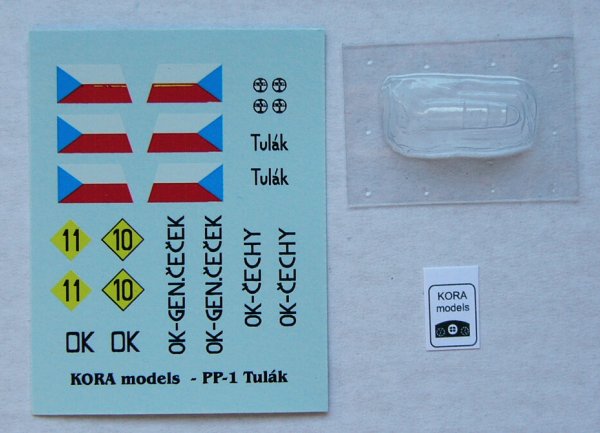 Tulák
Tulák
11
10
11
10
OK
OK
OK-GEN.ČEČEK
OK-GEN.ČEČEK
OK-ČECHY
OK-ČECHY
KORA models - PP-1 Tulák
KORA
models